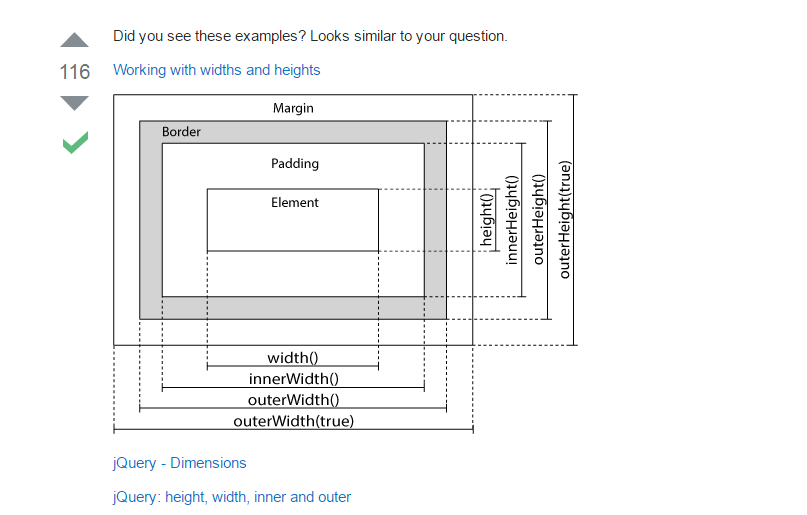 Did you see these examples? Looks similar to your question.
116
Working with widths and heights
Margin
Border
Padding
Element
height()
innerHeight()
outerHeight()
outerHeight(true)
width()
innerWidth()
outerWidth()
outerWidth(true)
jQuery - Dimensions
jQuery: height, width, inner and outer